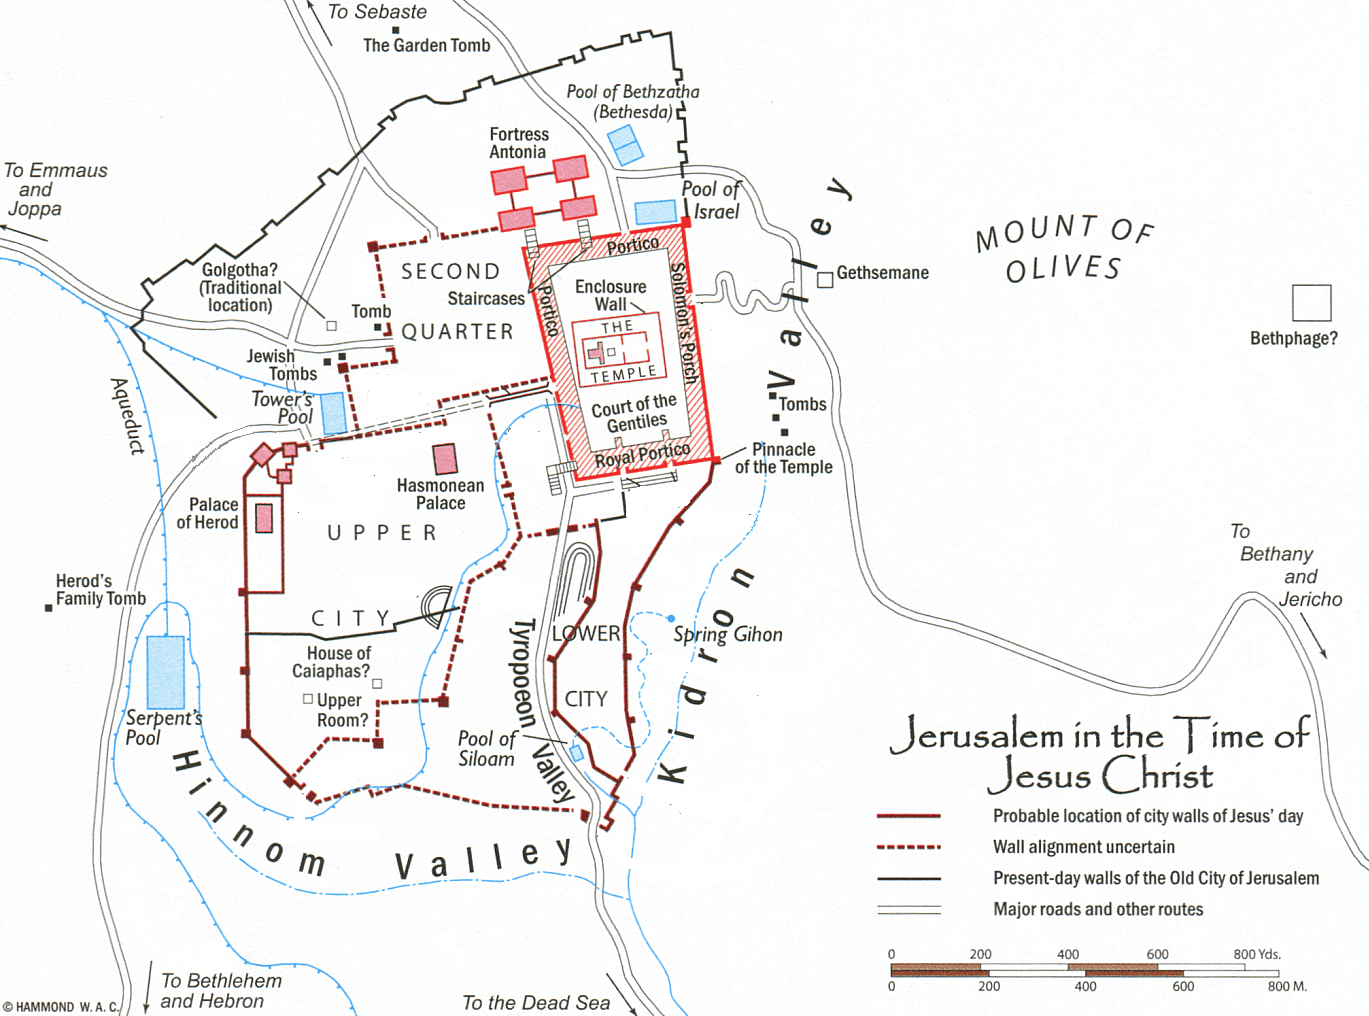 To Sebaste
The Garden Tomb
Pool of Bethzatha
(Bethesda)
Fortress
Antonia
To Emmaus
and
Joppa
Pool of
Israel
Valley
MOUNT OF
OLIVES
Portico
Golgotha?
(Traditional
location)
SECOND
QUARTER
Staircases
Tomb
Portico
Enclosure
Wall
Solomon's Porch
Gethsemane
THE
TEMPLE
Bethphage?
Jewish
Tombs
Tower's
Pool
Aqueduct
Court of the
Gentiles
Tombs
Royal Portico
Pinnacle
of the Temple
Hasmonean
Palace
Palace
of Herod
UPPER
CITY
Herod's
Family Tomb
To
Bethany
and
Jericho
Tyropoeon
Valley
LOWER
CITY
Spring Gihon
Kidron
House of
Caiaphas?
Upper
Room?
Serpent's
Pool
Pool of
Siloam
Hinnom Valley
Jerusalem in the Time of
Jesus Christ
Probable location of city walls of Jesus' day
Wall alignment uncertain
Present-day walls of the Old City of Jerusalem
Major roads and other routes
0 200 400 600 800 Yds.
0 200 400 600 800 M.
To Bethlehem
and Hebron
To the Dead Sea
© HAMMOND W. A. C.